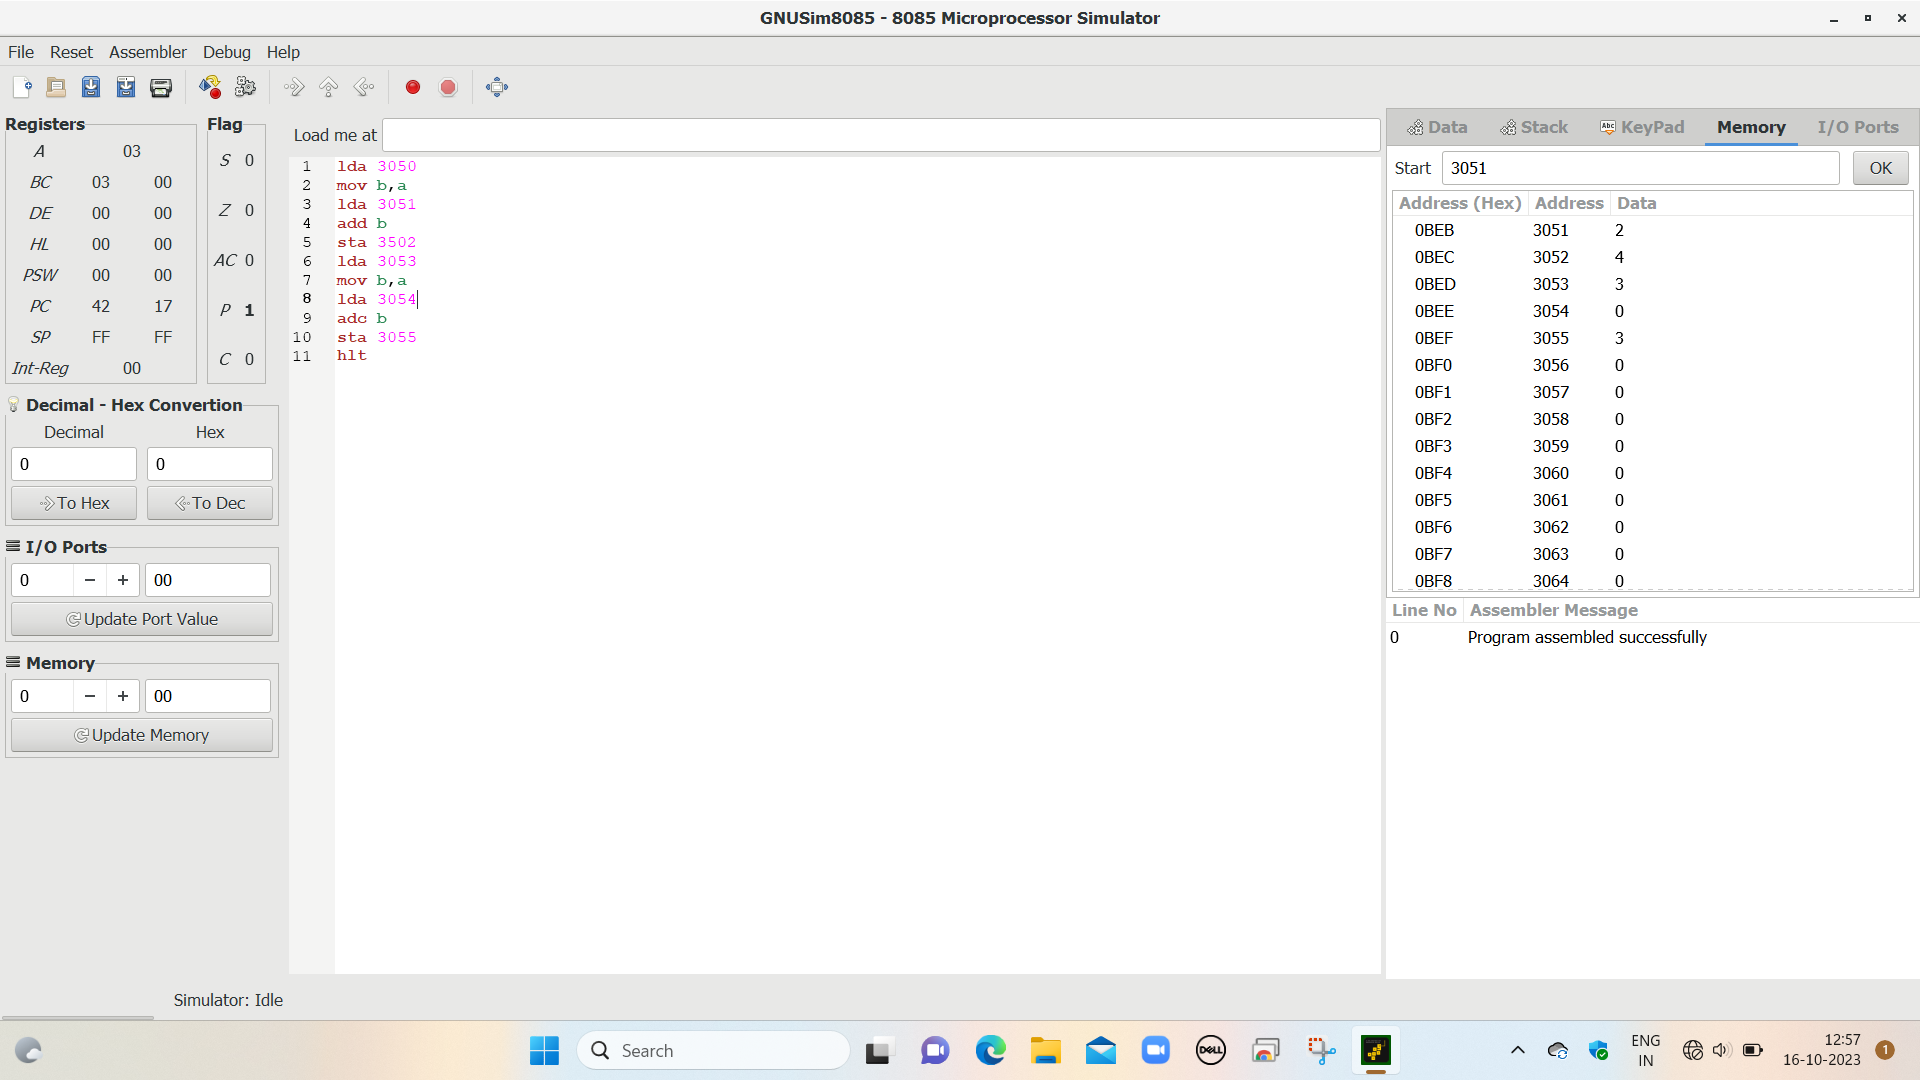 GNUSim8085 - 8085 Microprocessor Simulator
File Reset Assembler Debug Help
Registers
A 03
BC 03 00
DE 00 00
HL 00 00
PSW 00 00
PC 42 17
SP FF FF
Int-Reg 00
Flag
S 0
Z 0
AC 0
P 1
C 0
Decimal - Hex Convertion
Decimal Hex
0 0
To Hex To Dec
I/O Ports
0 − + 00
Update Port Value
Memory
0 − + 00
Update Memory
Load me at
1 lda 3050
2 mov b,a
3 lda 3051
4 add b
5 sta 3502
6 lda 3053
7 mov b,a
8 lda 3054
9 adc b
10 sta 3055
11 hlt
Data Stack Abc KeyPad Memory I/O Ports
Start 3051 OK
Address (Hex) Address Data
0BEB 3051 2
0BEC 3052 4
0BED 3053 3
0BEE 3054 0
0BEF 3055 3
0BF0 3056 0
0BF1 3057 0
0BF2 3058 0
0BF3 3059 0
0BF4 3060 0
0BF5 3061 0
0BF6 3062 0
0BF7 3063 0
0BF8 3064 0
Line No Assembler Message
0 Program assembled successfully
Simulator: Idle
Search
DELL
ENG
IN
12:57
16-10-2023
1